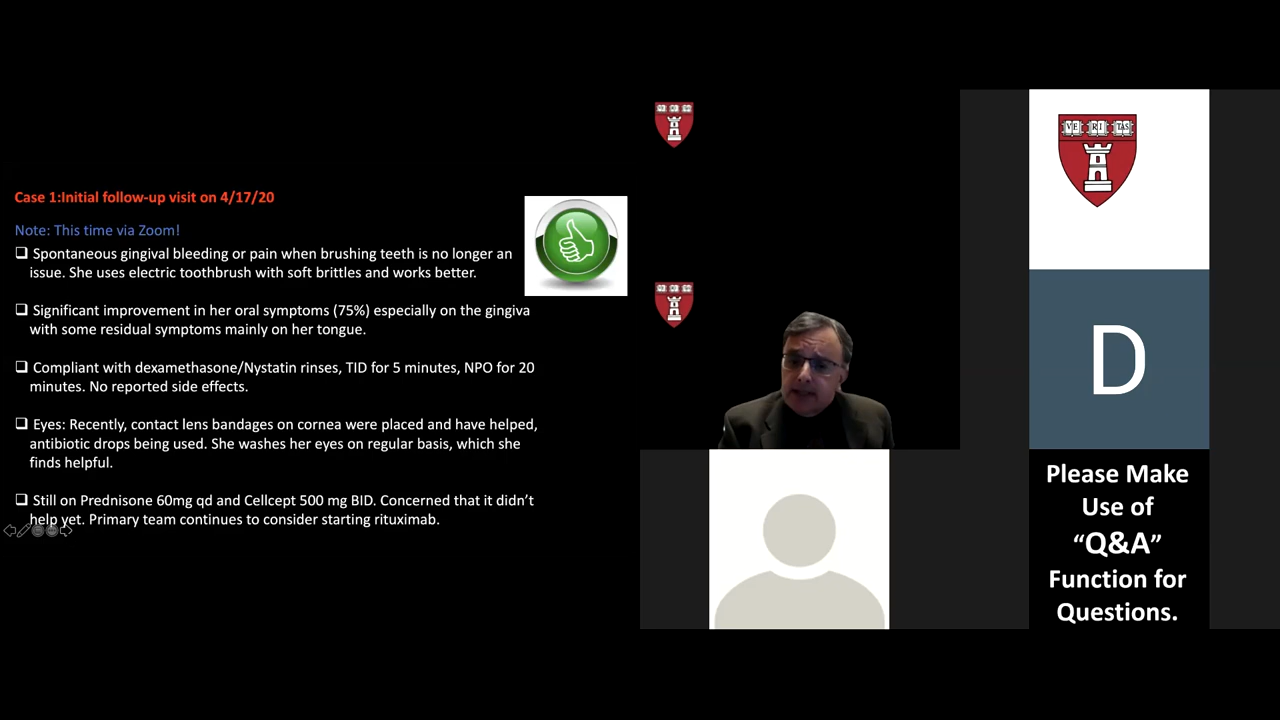 Case 1:Initial follow-up visit on 4/17/20
Note: This time via Zoom!
Spontaneous gingival bleeding or pain when brushing teeth is no longer an
issue. She uses electric toothbrush with soft brittles and works better.
Significant improvement in her oral symptoms (75%) especially on the gingiva
with some residual symptoms mainly on her tongue.
Compliant with dexamethasone/Nystatin rinses, TID for 5 minutes, NPO for 20
minutes. No reported side effects.
Eyes: Recently, contact lens bandages on cornea were placed and have helped,
antibiotic drops being used. She washes her eyes on regular basis, which she
finds helpful.
Still on Prednisone 60mg qd and Cellcept 500 mg BID. Concerned that it didn't
help yet. Primary team continues to consider starting rituximab.
VE RI TAS
D
Please Make
Use of
“Q&A”
Function for
Questions.